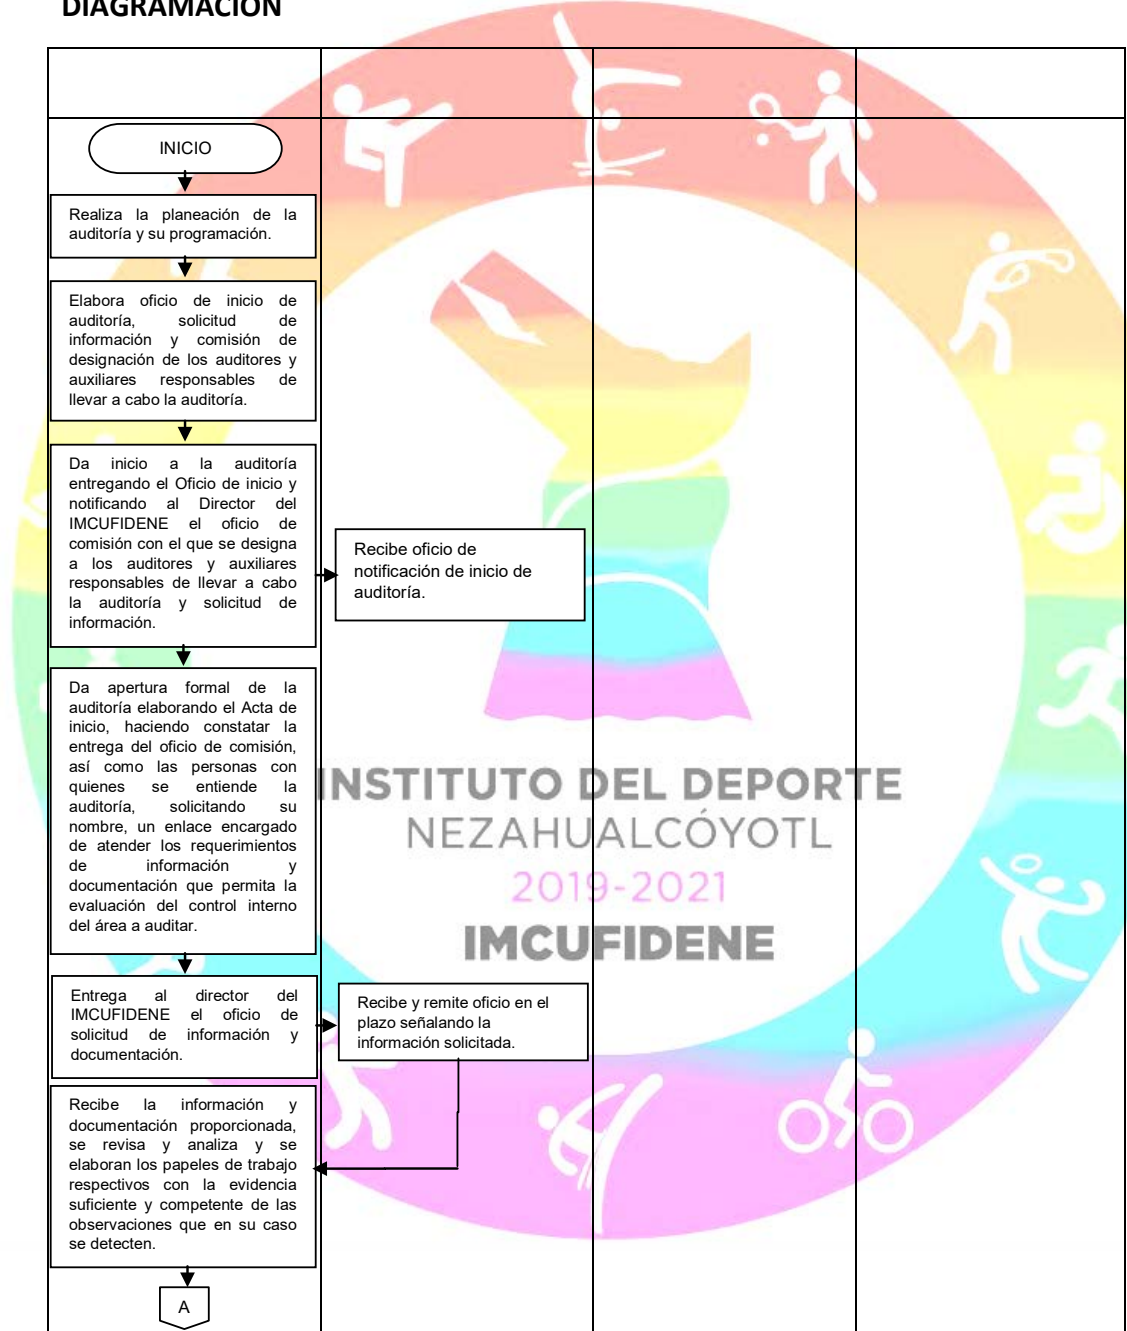 DIAGRAMACIÓN
INICIO
Realiza la planeación de la
auditoría y su programación.
Elabora oficio de inicio de
auditoría, solicitud de
información y comisión de
designación de los auditores y
auxiliares responsables de
llevar a cabo la auditoría.
Da inicio a la auditoría
entregando el Oficio de inicio y
notificando al Director del
IMCUFIDENE el oficio de
comisión con el que se designa
a los auditores y auxiliares
responsables de llevar a cabo
la auditoría y solicitud de
información.
Recibe oficio de
notificación de inicio de
auditoría.
Da apertura formal de la
auditoría elaborando el Acta de
inicio, haciendo constatar la
entrega del oficio de comisión,
así como las personas con
quienes se entiende la
auditoría, solicitando su
nombre, un enlace encargado
de atender los requerimientos
de información y
documentación que permita la
evaluación del control interno
del área a auditar.
INSTITUTO DEL DEPORTE
NEZAHUALCÓYOTL
2019-2021
IMCUFIDENE
Entrega al director del
IMCUFIDENE el oficio de
solicitud de información y
documentación.
Recibe y remite oficio en el
plazo señalando la
información solicitada.
Recibe la información y
documentación proporcionada,
se revisa y analiza y se
elaboran los papeles de trabajo
respectivos con la evidencia
suficiente y competente de las
observaciones que en su caso
se detecten.
A